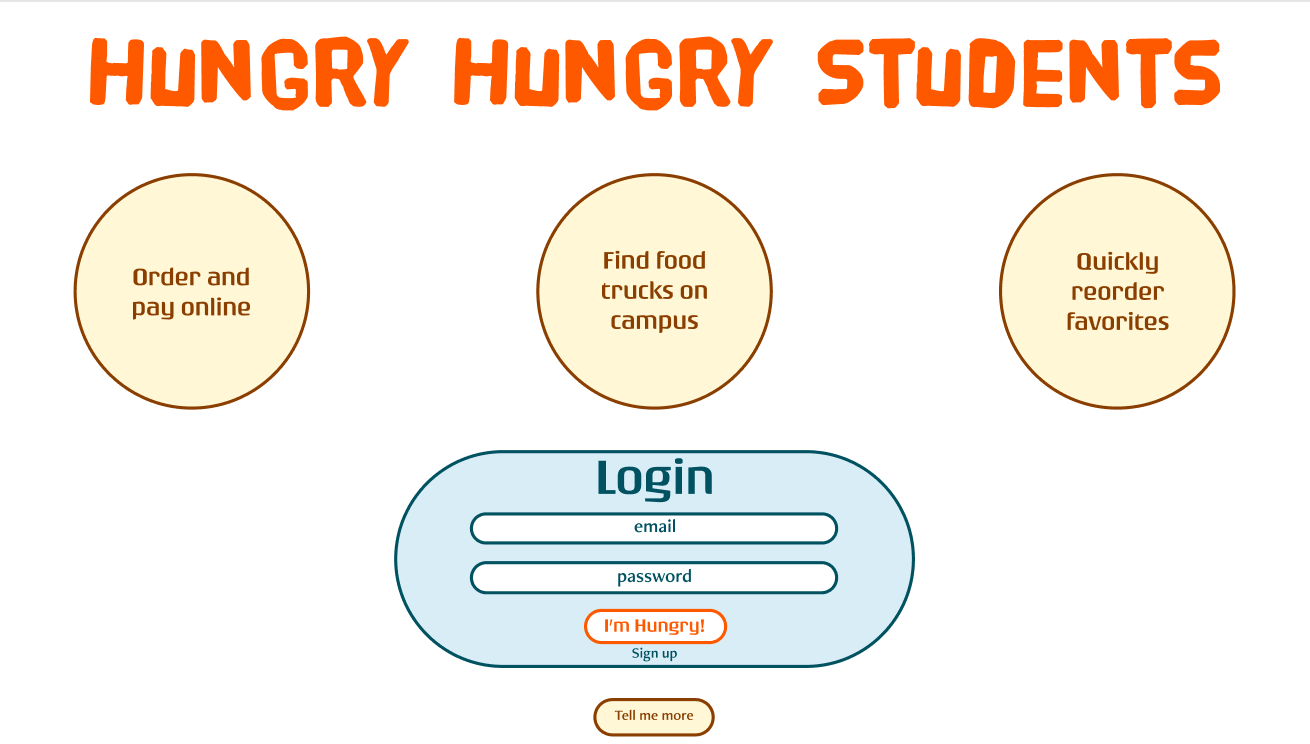 HUNGRY HUNGRY STUDENTS
Order and
pay online
Find food
trucks on
campus
Quickly
reorder
favorites
Login
email
password
I'm Hungry!
Sign up
Tell me more